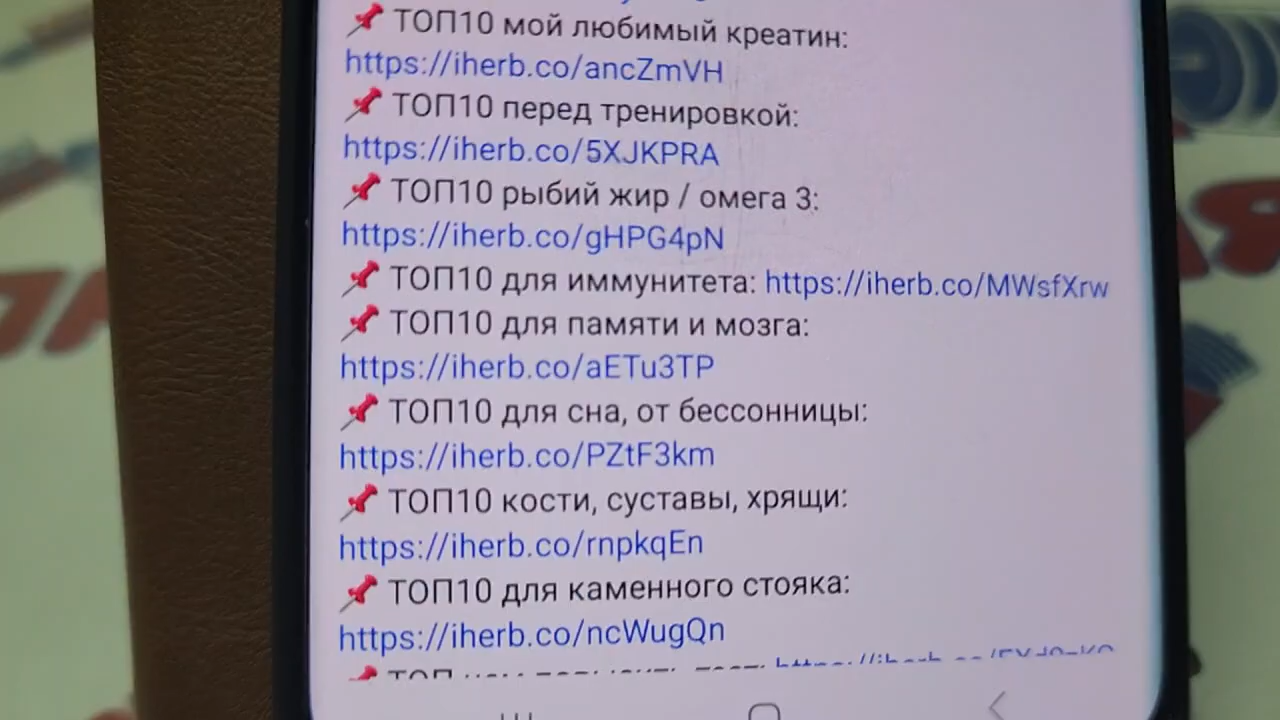 📌 ТОП10 мой любимый креатин:
https://iherb.co/ancZmVH
📌 ТОП10 перед тренировкой:
https://iherb.co/5XJKPRA
📌 ТОП10 рыбий жир / омега 3:
https://iherb.co/gHPG4pN
📌 ТОП10 для иммунитета: https://iherb.co/MWsfXrw
📌 ТОП10 для памяти и мозга:
https://iherb.co/aETu3TP
📌 ТОП10 для сна, от бессонницы:
https://iherb.co/PZtF3km
📌 ТОП10 кости, суставы, хрящи:
https://iherb.co/rnpkqEn
📌 ТОП10 для каменного стояка:
https://iherb.co/ncWugQn